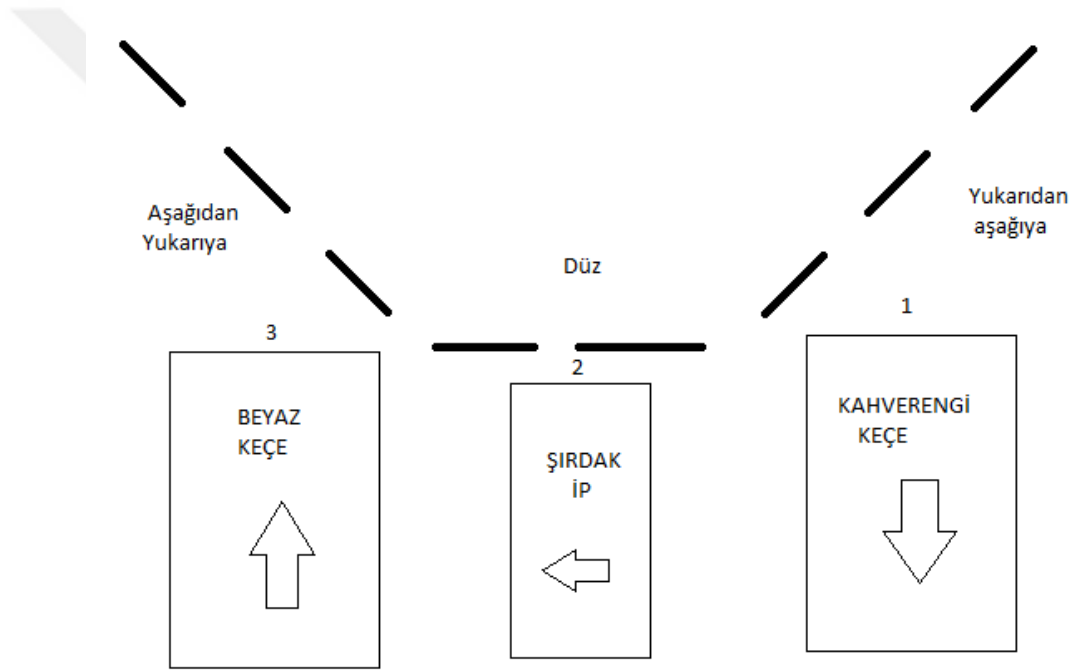 Aşağıdan
Yukarıya
Düz
Yukarıdan
aşağıya
3
BEYAZ
KEÇE
2
ŞIRDAK
İP
1
KAHVERENGİ
KEÇE